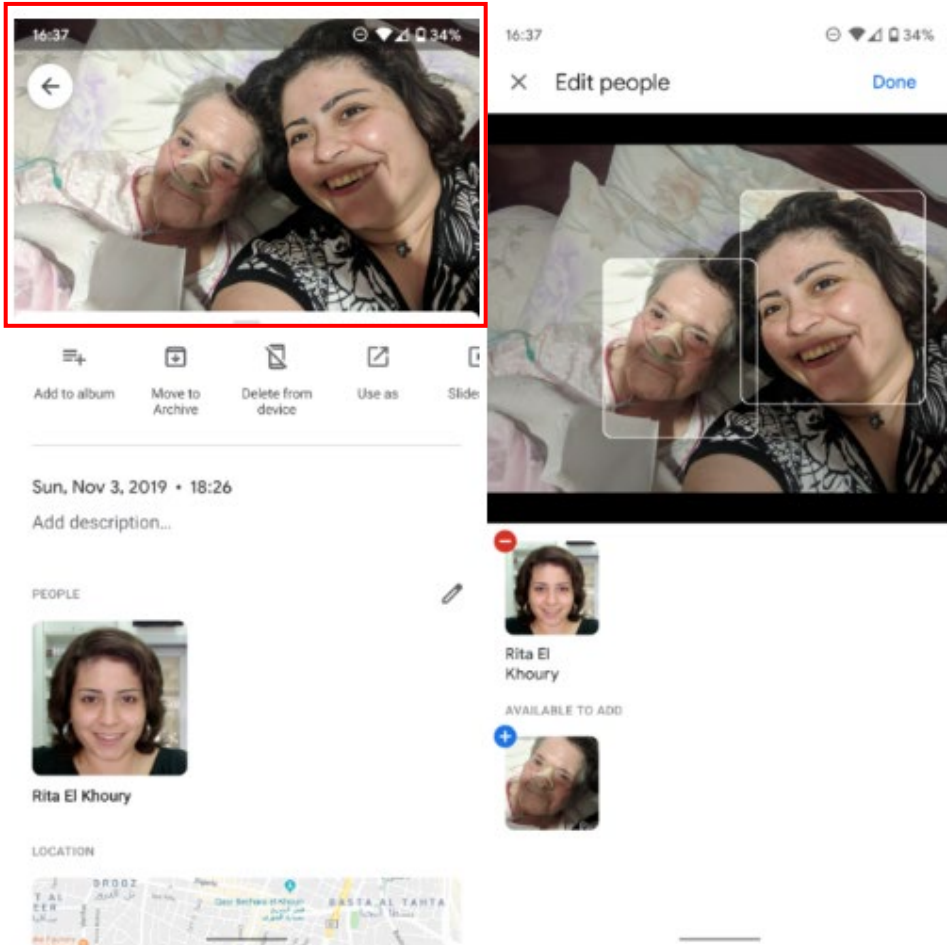 16:37
34%
Add to album
Move to
Archive
Delete from
device
Use as
Slide
Sun, Nov 3, 2019 • 18:26
Add description...
PEOPLE
Rita El Khoury
LOCATION
BASTA AL TAHTA
16:37
34%
Edit people
Done
Rita El
Khoury
AVAILABLE TO ADD